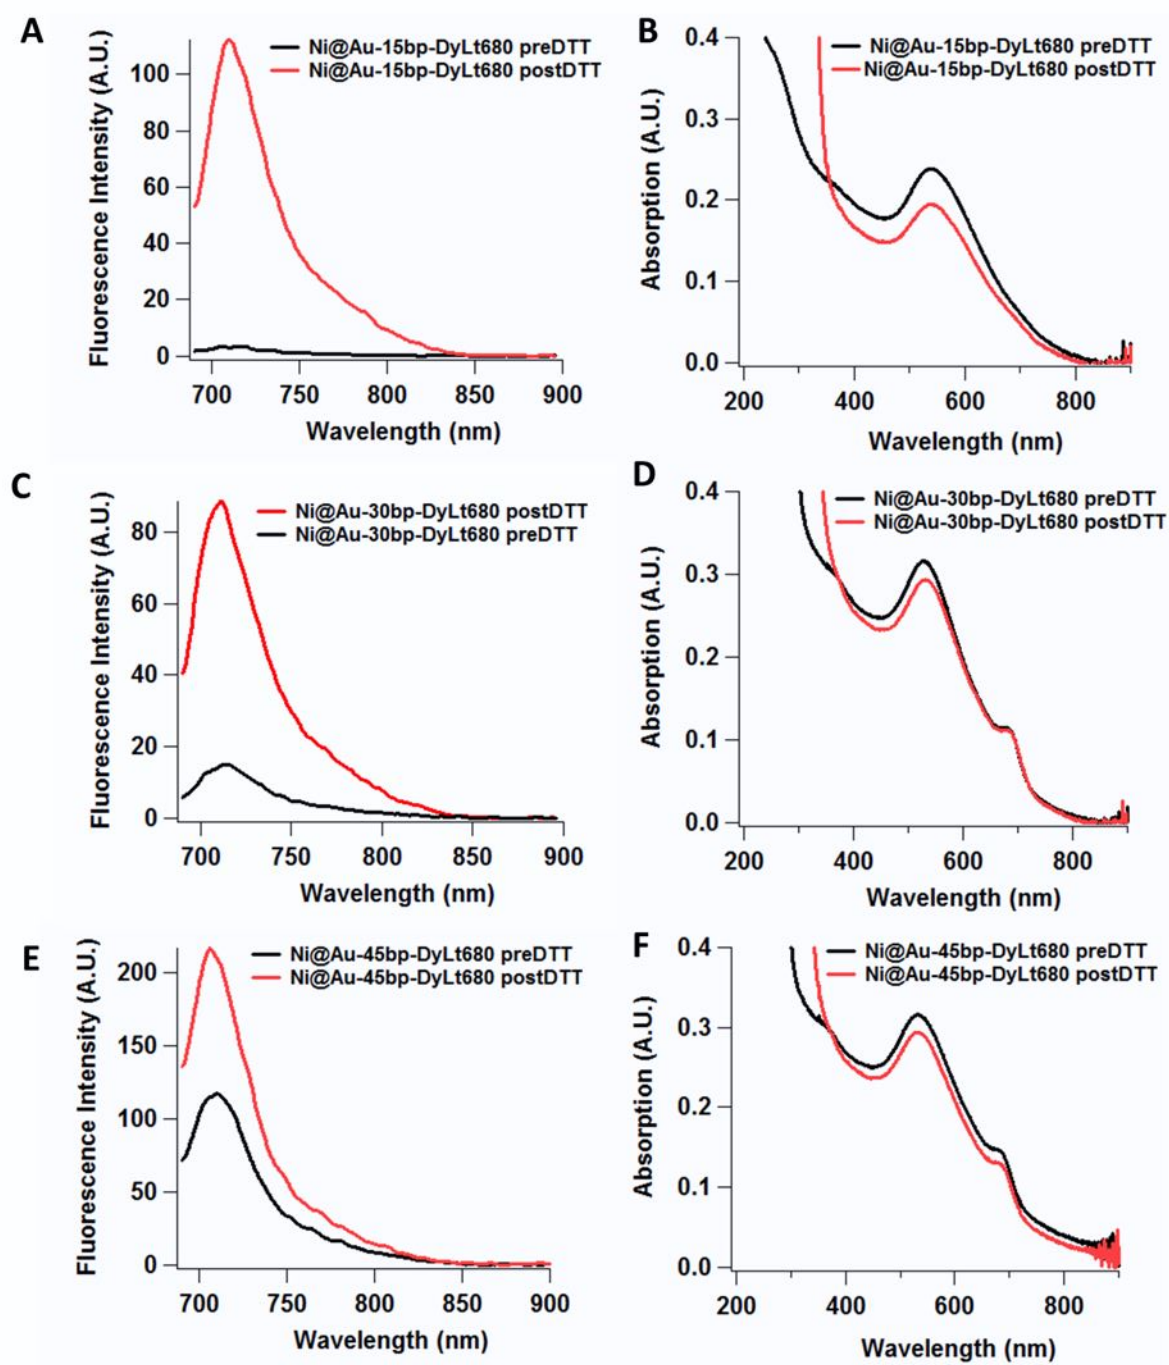 A
Fluorescence Intensity (A.U.)
100
80
60
40
20
0
Ni@Au-15bp-DyLt680 preDTT
Ni@Au-15bp-DyLt680 postDTT
700 750 800 850 900
Wavelength (nm)
B
Absorption (A.U.)
0.4
0.3
0.2
0.1
0.0
Ni@Au-15bp-DyLt680 preDTT
Ni@Au-15bp-DyLt680 postDTT
200 400 600 800
Wavelength (nm)
C
Fluorescence Intensity (A.U.)
80
60
40
20
0
Ni@Au-30bp-DyLt680 postDTT
Ni@Au-30bp-DyLt680 preDTT
700 750 800 850 900
Wavelength (nm)
D
Absorption (A.U.)
0.4
0.3
0.2
0.1
0.0
Ni@Au-30bp-DyLt680 preDTT
Ni@Au-30bp-DyLt680 postDTT
200 400 600 800
Wavelength (nm)
E
Fluorescence Intensity (A.U.)
200
150
100
50
0
Ni@Au-45bp-DyLt680 preDTT
Ni@Au-45bp-DyLt680 postDTT
700 750 800 850 900
Wavelength (nm)
F
Absorption (A.U.)
0.4
0.3
0.2
0.1
0.0
Ni@Au-45bp-DyLt680 preDTT
Ni@Au-45bp-DyLt680 postDTT
200 400 600 800
Wavelength (nm)